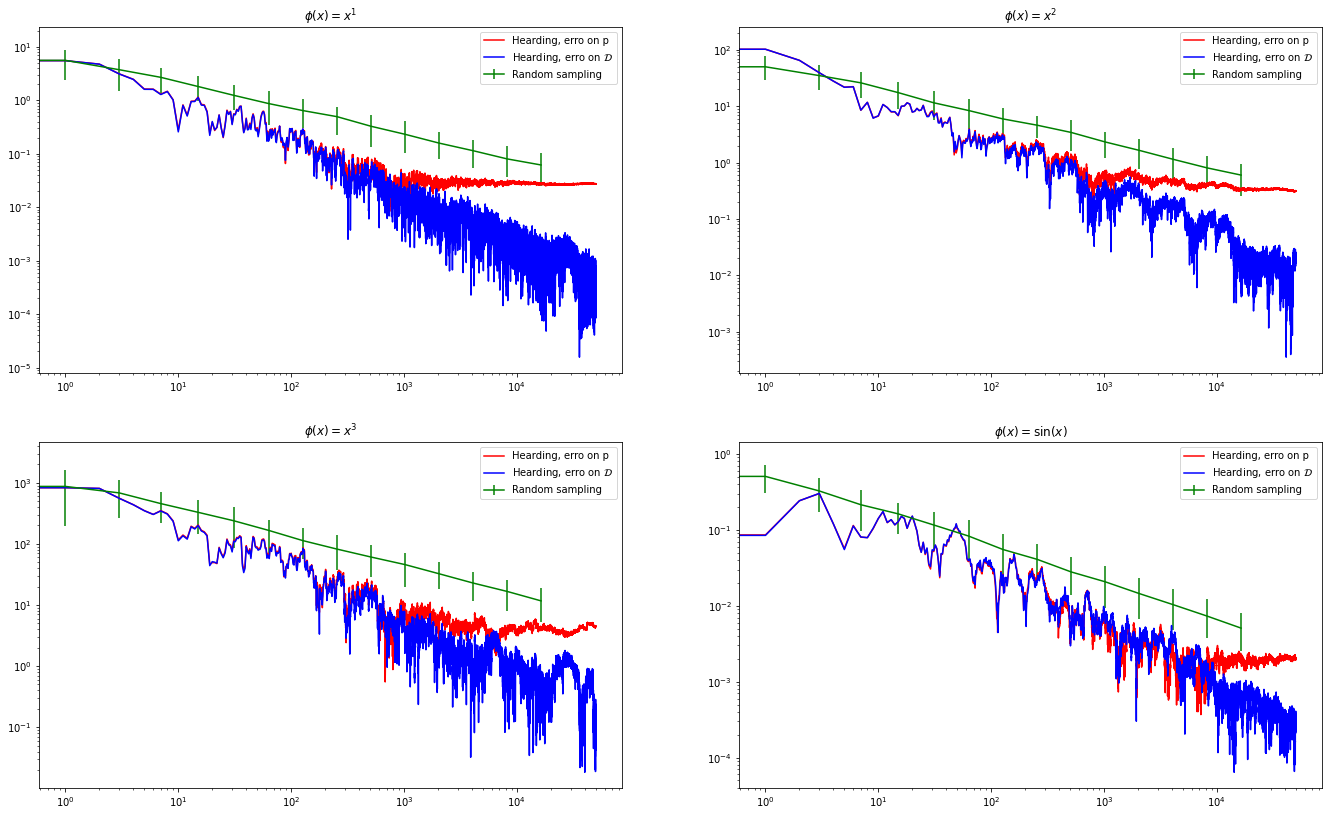 ϕ(x) = x¹
10¹
10⁰
10⁻¹
10⁻²
10⁻³
10⁻⁴
10⁻⁵
Hearding, erro on p
Hearding, erro on 𝒟
Random sampling
10⁰ 10¹ 10² 10³ 10⁴
ϕ(x) = x²
10²
10¹
10⁰
10⁻¹
10⁻²
10⁻³
Hearding, erro on p
Hearding, erro on 𝒟
Random sampling
10⁰ 10¹ 10² 10³ 10⁴
ϕ(x) = x³
10³
10²
10¹
10⁰
10⁻¹
Hearding, erro on p
Hearding, erro on 𝒟
Random sampling
10⁰ 10¹ 10² 10³ 10⁴
ϕ(x) = sin(x)
10⁰
10⁻¹
10⁻²
10⁻³
10⁻⁴
Hearding, erro on p
Hearding, erro on 𝒟
Random sampling
10⁰ 10¹ 10² 10³ 10⁴